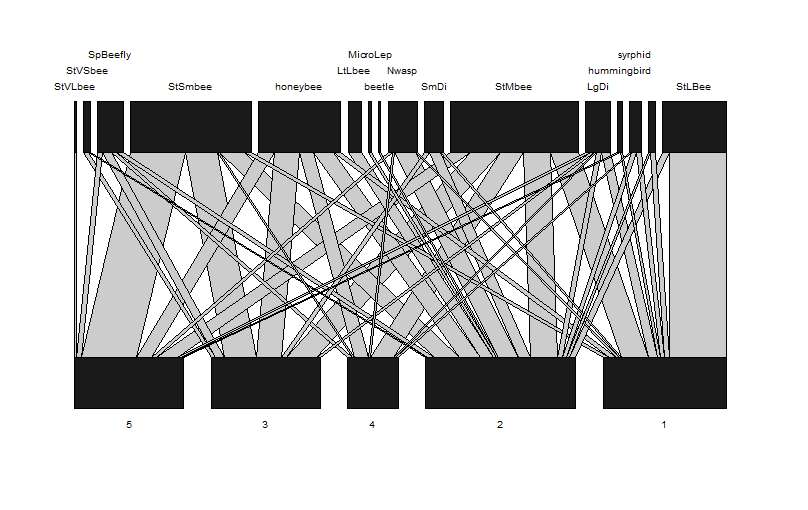 SpBeefly MicroLep syrphid
StVSbee LtLbee Nwasp hummingbird
StVLbee StSmbee honeybee beetle SmDi StMbee LgDi StLBee
5 3 4 2 1